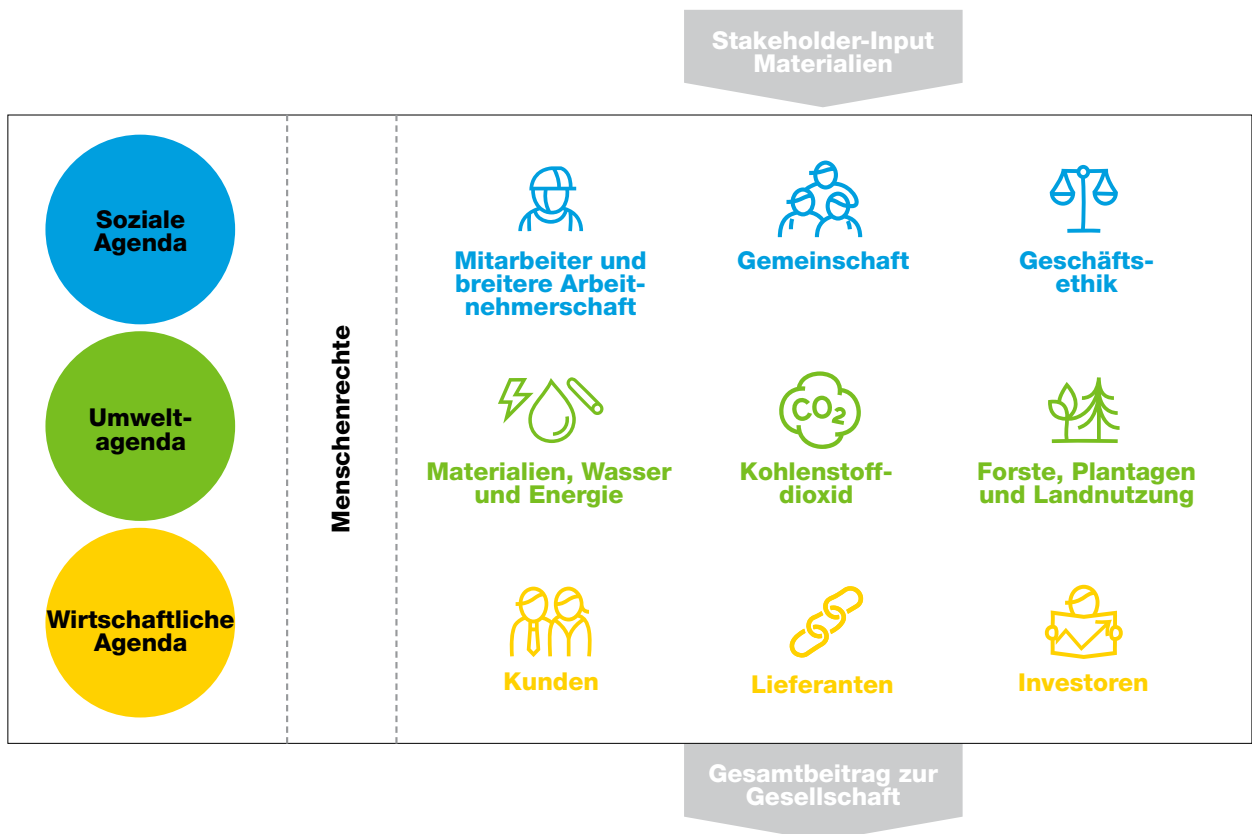 Stakeholder-Input
Materialien
Soziale
Agenda
Umwelt-
agenda
Wirtschaftliche
Agenda
Menschenrechte
Mitarbeiter und
breitere Arbeit-
nehmerschaft
Gemeinschaft
Geschäfts-
ethik
CO₂
Materialien, Wasser
und Energie
Kohlenstoff-
dioxid
Forste, Plantagen
und Landnutzung
Kunden
Lieferanten
Investoren
Gesamtbeitrag zur
Gesellschaft